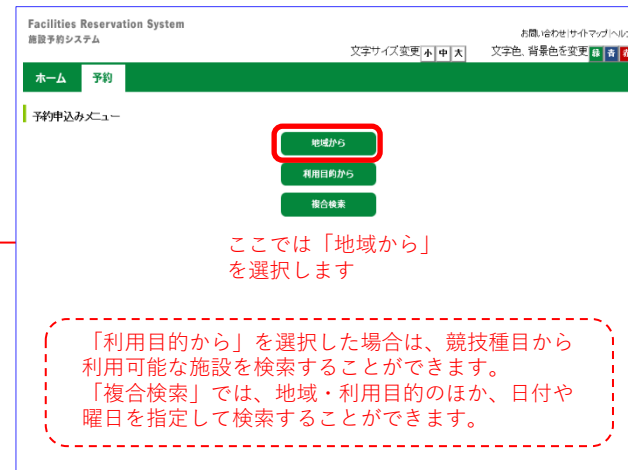 Facilities Reservation System
施設予約システム
お問い合わせ|サイトマップ|ヘル
文字サイズ変更 小 中 大 文字色、背景色を変更 緑 青 赤
ホーム 予約
予約申込みメニュー
地域から
利用目的から
複合検索
ここでは「地域から」
を選択します
「利用目的から」を選択した場合は、競技種目から
利用可能な施設を検索することができます。
「複合検索」では、地域・利用目的のほか、日付や
曜日を指定して検索することができます。